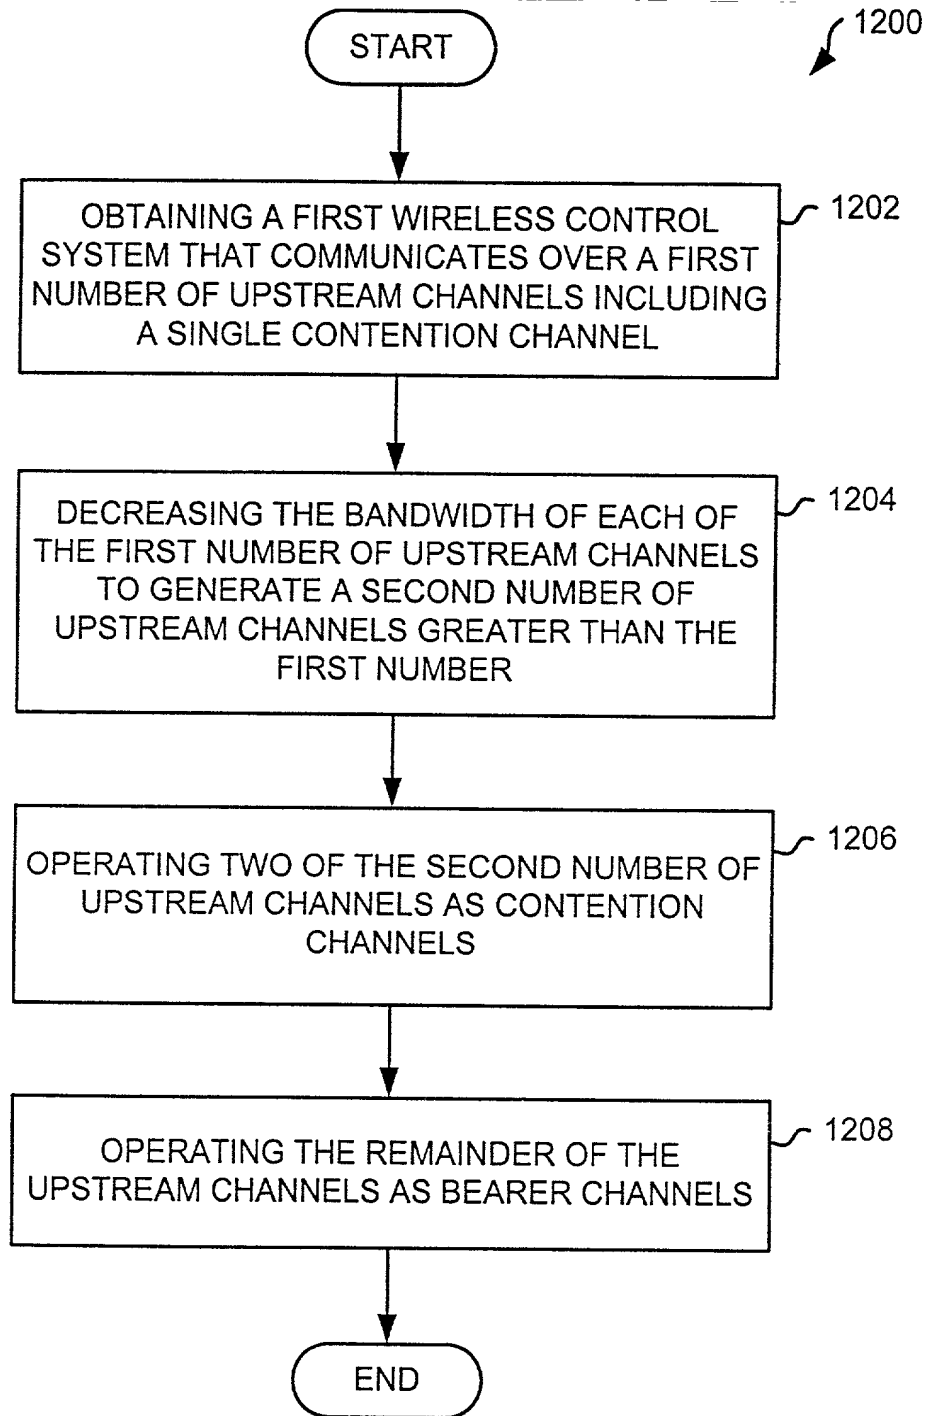 1200
START
1202
OBTAINING A FIRST WIRELESS CONTROL
SYSTEM THAT COMMUNICATES OVER A FIRST
NUMBER OF UPSTREAM CHANNELS INCLUDING
A SINGLE CONTENTION CHANNEL
1204
DECREASING THE BANDWIDTH OF EACH OF
THE FIRST NUMBER OF UPSTREAM CHANNELS
TO GENERATE A SECOND NUMBER OF
UPSTREAM CHANNELS GREATER THAN THE
FIRST NUMBER
1206
OPERATING TWO OF THE SECOND NUMBER OF
UPSTREAM CHANNELS AS CONTENTION
CHANNELS
1208
OPERATING THE REMAINDER OF THE
UPSTREAM CHANNELS AS BEARER CHANNELS
END